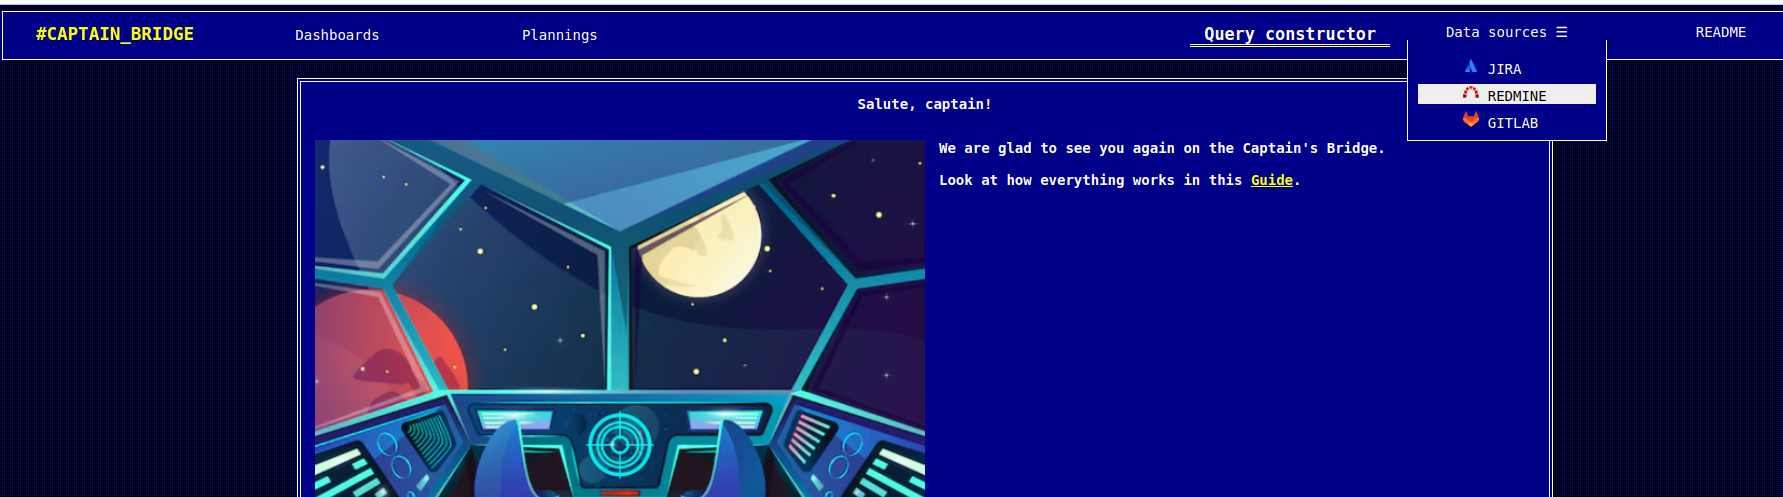 #CAPTAIN_BRIDGE Dashboards Plannings Query constructor Data sources ☰ README
JIRA
REDMINE
GITLAB
Salute, captain!
We are glad to see you again on the Captain's Bridge.
Look at how everything works in this Guide.